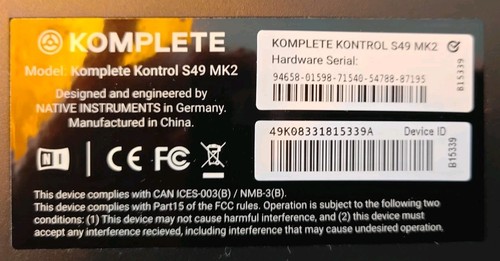 KOMPLETE
Model: Komplete Kontrol S49 MK2
Designed and engineered by
NATIVE INSTRUMENTS in Germany.
Manufactured in China.
N I
CE FC
This device complies with CAN ICES-003(B) / NMB-3(B).
This device complies with Part15 of the FCC rules. Operation is subject to the following two
conditions: (1) This device may not cause harmful interference, and (2) this device must
accept any interference recieved, including interference that may cause undesired operation.
KOMPLETE KONTROL S49 MK2
Hardware Serial:
94658-01598-71540-54788-87195
B15339
49K08331815339A Device ID
B15339